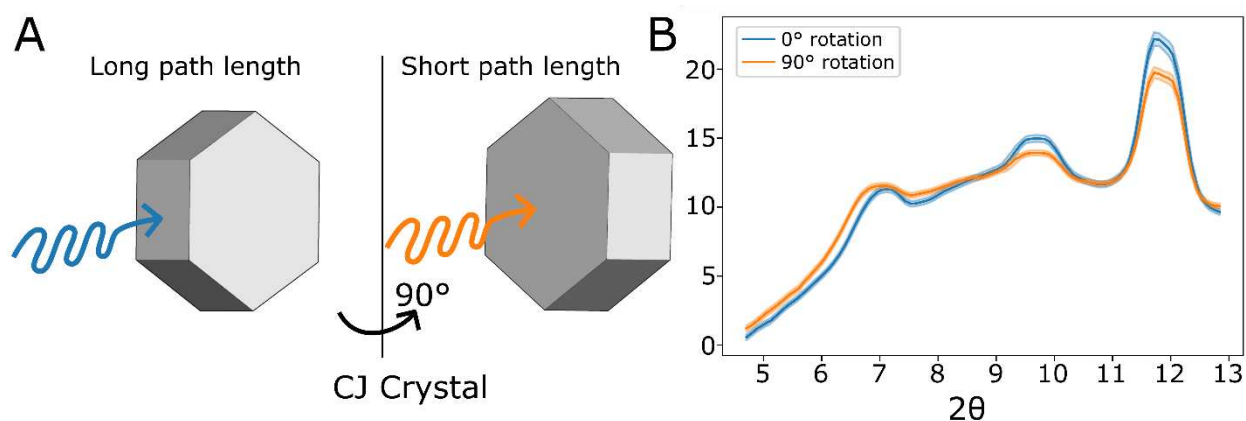 A
Long path length
Short path length
90°
CJ Crystal
B
0° rotation
90° rotation
20
15
10
5
0
5 6 7 8 9 10 11 12 13
2θ